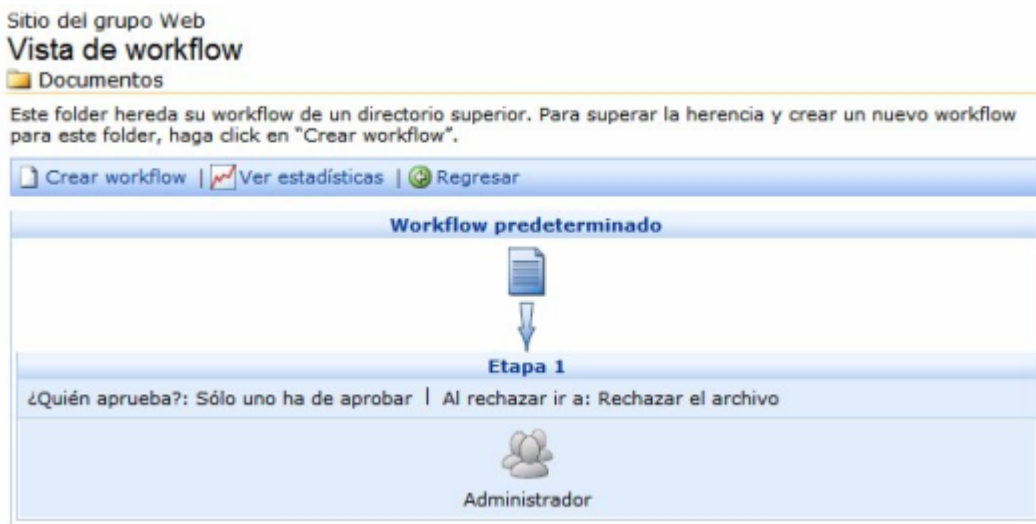 Sitio del grupo Web
Vista de workflow
Documentos
Este folder hereda su workflow de un directorio superior. Para superar la herencia y crear un nuevo workflow
para este folder, haga click en “Crear workflow”.
Crear workflow | Ver estadísticas | Regresar
Workflow predeterminado
Etapa 1
¿Quién aprueba?: Sólo uno ha de aprobar | Al rechazar ir a: Rechazar el archivo
Administrador